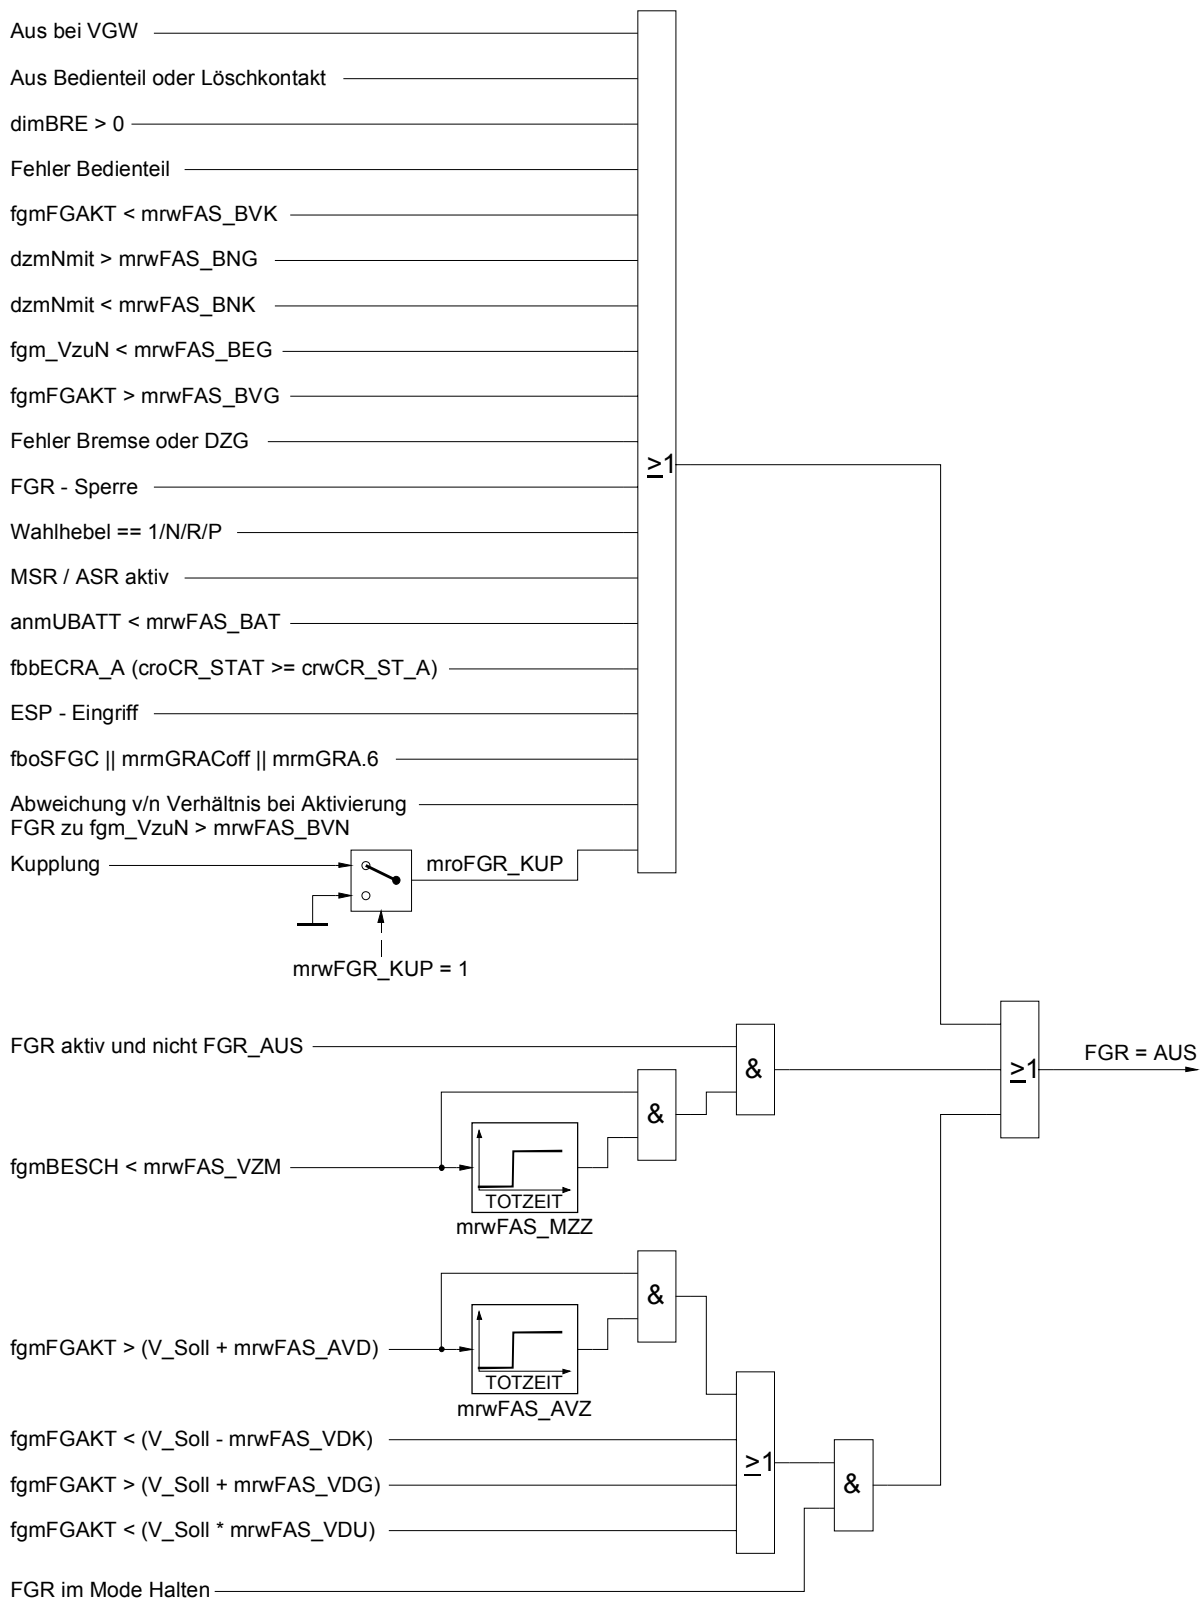 Aus bei VGW
Aus Bedienteil oder Löschkontakt
dimBRE > 0
Fehler Bedienteil
fgmFGAKT < mrwFAS_BVK
dzmNmit > mrwFAS_BNG
dzmNmit < mrwFAS_BNK
fgm_VzuN < mrwFAS_BEG
fgmFGAKT > mrwFAS_BVG
Fehler Bremse oder DZG
≥1
FGR - Sperre
Wahlhebel == 1/N/R/P
MSR / ASR aktiv
anmUBATT < mrwFAS_BAT
fbbECRA_A (croCR_STAT >= crwCR_ST_A)
ESP - Eingriff
fboSFGC || mrmGRACoff || mrmGRA.6
Abweichung v/n Verhältnis bei Aktivierung
FGR zu fgm_VzuN > mrwFAS_BVN
Kupplung
mroFGR_KUP
mrwFGR_KUP = 1
FGR aktiv und nicht FGR_AUS
&
≥1
FGR = AUS
&
fgmBESCH < mrwFAS_VZM
TOTZEIT
mrwFAS_MZZ
&
fgmFGAKT > (V_Soll + mrwFAS_AVD)
TOTZEIT
mrwFAS_AVZ
fgmFGAKT < (V_Soll - mrwFAS_VDK)
≥1
&
fgmFGAKT > (V_Soll + mrwFAS_VDG)
fgmFGAKT < (V_Soll * mrwFAS_VDU)
FGR im Mode Halten